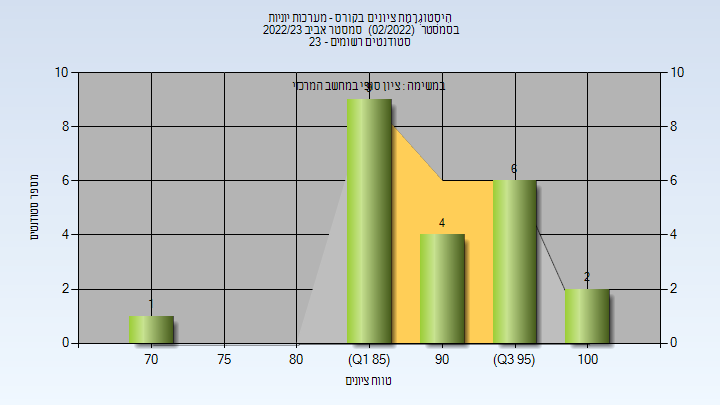 היסטוגרמת ציונים בקורס - מערכות יוניות
בסמסטר (02/2022) סמסטר אביב 2022/23
סטודנטים רשומים - 23
במשימה : ציון סופי במחשב המרכזי
מספר סטודנטים
10
8
6
4
2
0
10
8
6
4
2
0
1
9
4
6
2
70
75
80
(Q1 85)
90
(Q3 95)
100
טווח ציונים